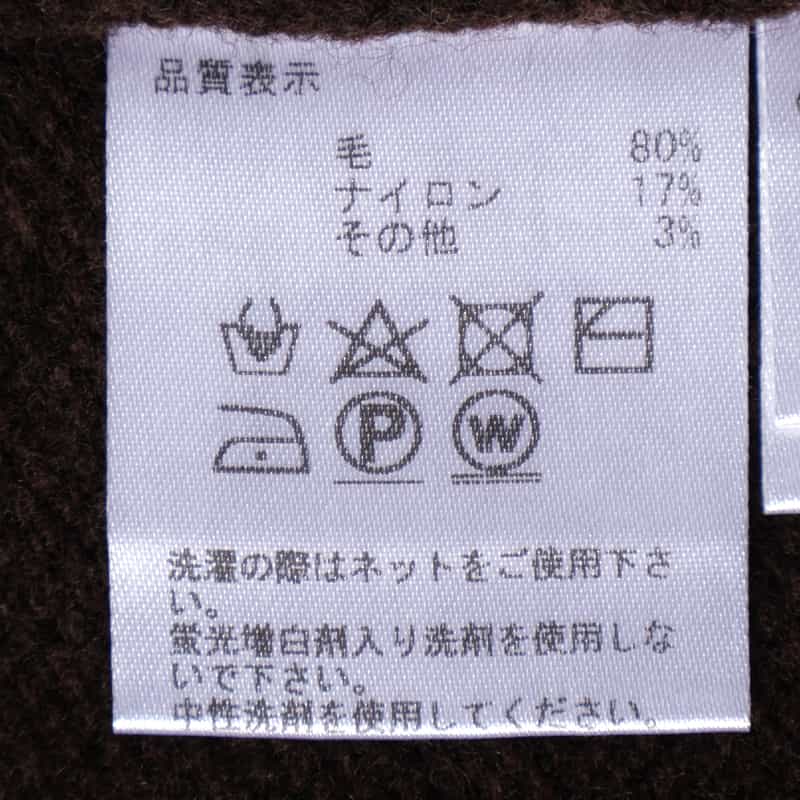 品質表示
毛 80%
ナイロン 17%
その他 3%
P W
洗濯の際はネットをご使用下さ
い。
蛍光増白剤入り洗剤を使用しな
いで下さい。
中性洗剤を使用してください。